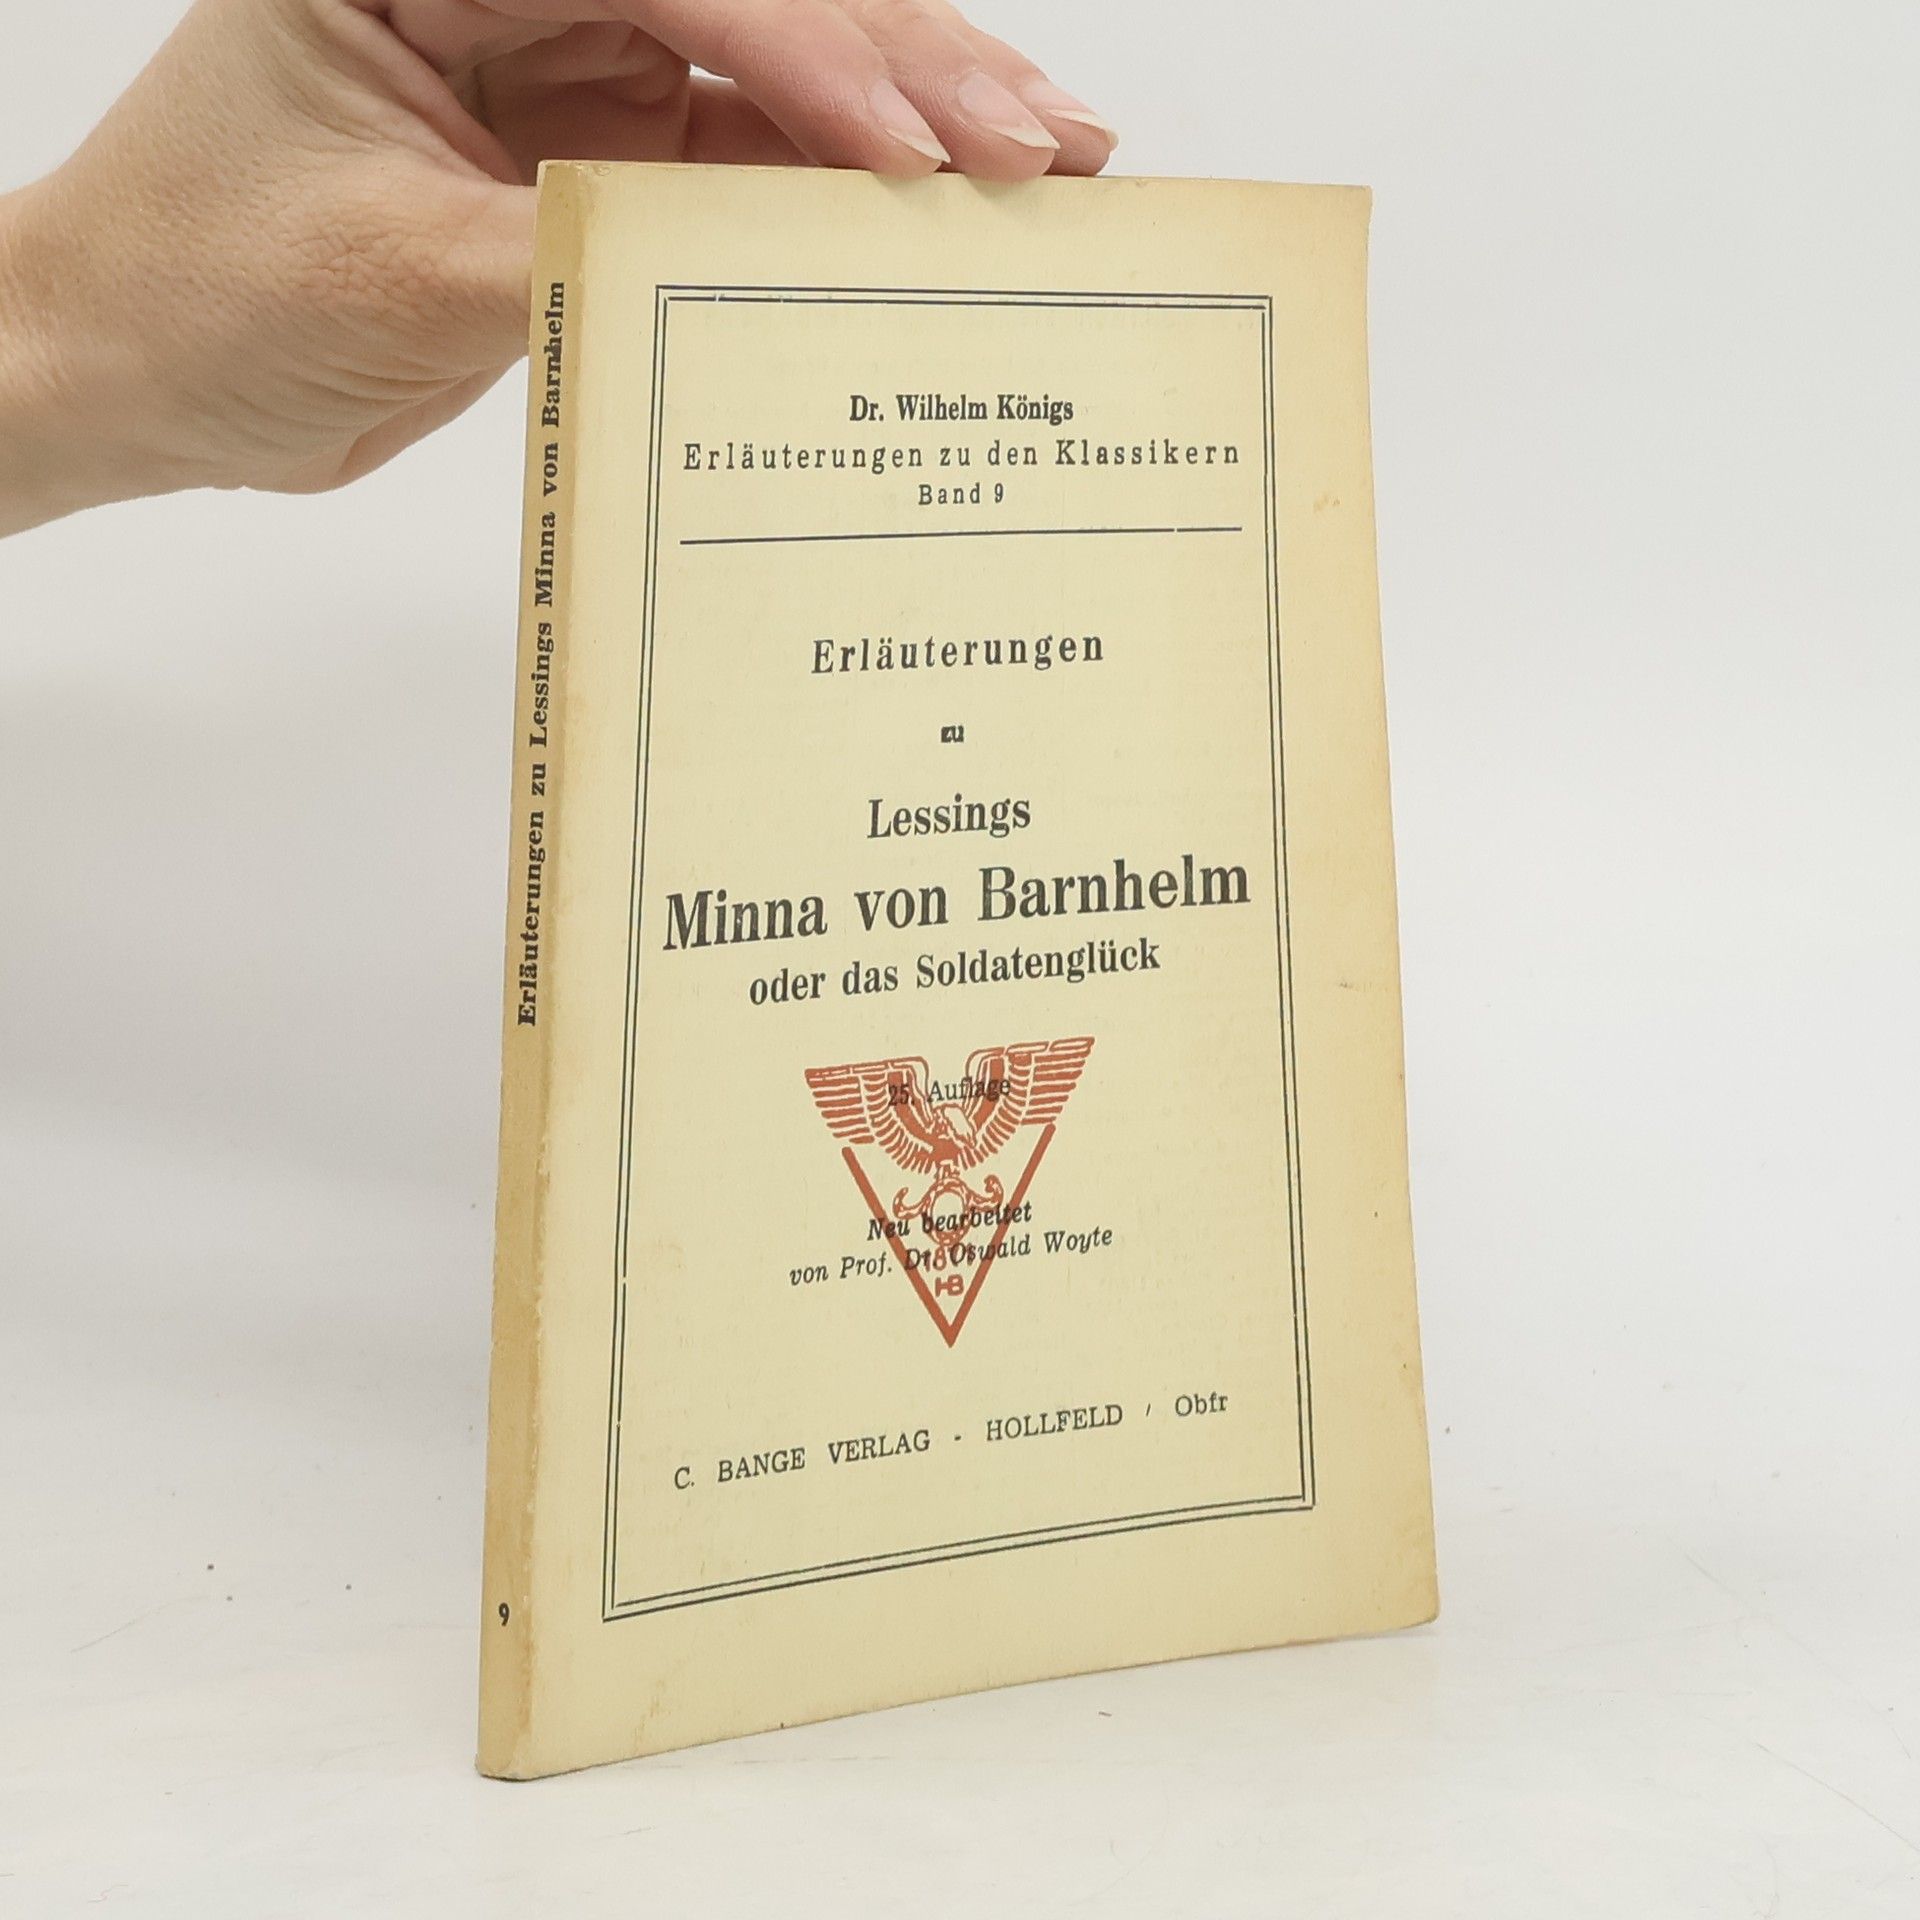 Erläuterungen zu Lessings Minna von Barnhelm
9
Dr. Wilhelm Königs
Erläuterungen zu den Klassikern
Band 9
Erläuterungen
zu
Lessings
Minna von Barnhelm
oder das Soldatenglück
25. Auflage
Neu bearbeitet
von Prof. Dr. Oswald Woyte
HB
C. BANGE VERLAG - HOLLFELD / Obfr